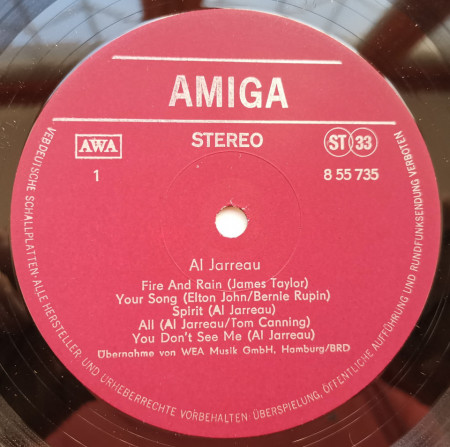 AMIGA
AWA
STEREO
ST 33
1
8 55 735
Al Jarreau
Fire And Rain (James Taylor)
Your Song (Elton John/Bernie Rupin)
Spirit (Al Jarreau)
All (Al Jarreau/Tom Canning)
You Don't See Me (Al Jarreau)
Übernahme von WEA Musik GmbH, Hamburg/BRD
VEB DEUTSCHE SCHALLPLATTEN · ALLE HERSTELLER- UND URHEBERRECHTE VORBEHALTEN · ÜBERSPIELUNG, ÖFFENTLICHE AUFFÜHRUNG UND RUNDFUNKSENDUNG VERBOTEN